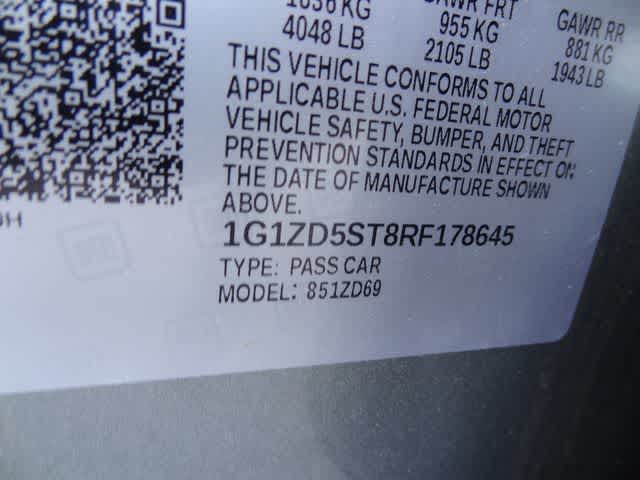 1836 KG
4048 LB
GAWR FRT
955 KG
2105 LB
GAWR RR
881 KG
1943 LB
THIS VEHICLE CONFORMS TO ALL
APPLICABLE U.S. FEDERAL MOTOR
VEHICLE SAFETY, BUMPER, AND THEFT
PREVENTION STANDARDS IN EFFECT ON
THE DATE OF MANUFACTURE SHOWN
ABOVE.
1G1ZD5ST8RF178645
TYPE: PASS CAR
MODEL: 851ZD69